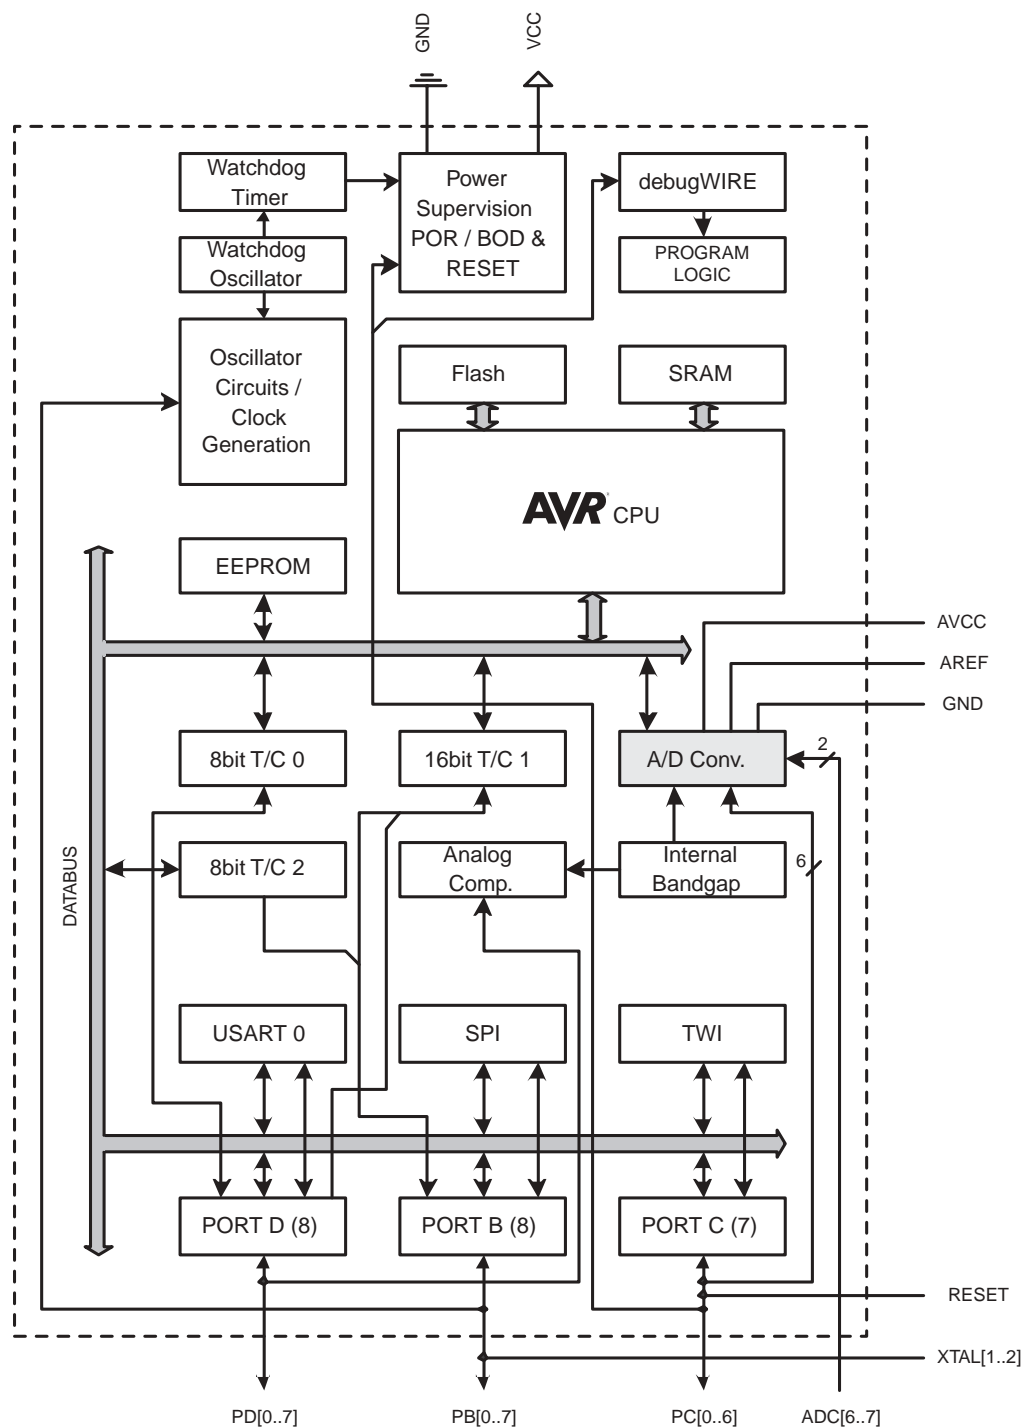 GND
VCC
Watchdog
Timer
Power
Supervision
POR / BOD &
RESET
debugWIRE
Watchdog
Oscillator
PROGRAM
LOGIC
Oscillator
Circuits /
Clock
Generation
Flash
SRAM
AVR® CPU
EEPROM
AVCC
AREF
GND
8bit T/C 0
16bit T/C 1
A/D Conv.
2
DATABUS
8bit T/C 2
Analog
Comp.
Internal
Bandgap
6
USART 0
SPI
TWI
PORT D (8)
PORT B (8)
PORT C (7)
RESET
XTAL[1..2]
PD[0..7]
PB[0..7]
PC[0..6]
ADC[6..7]